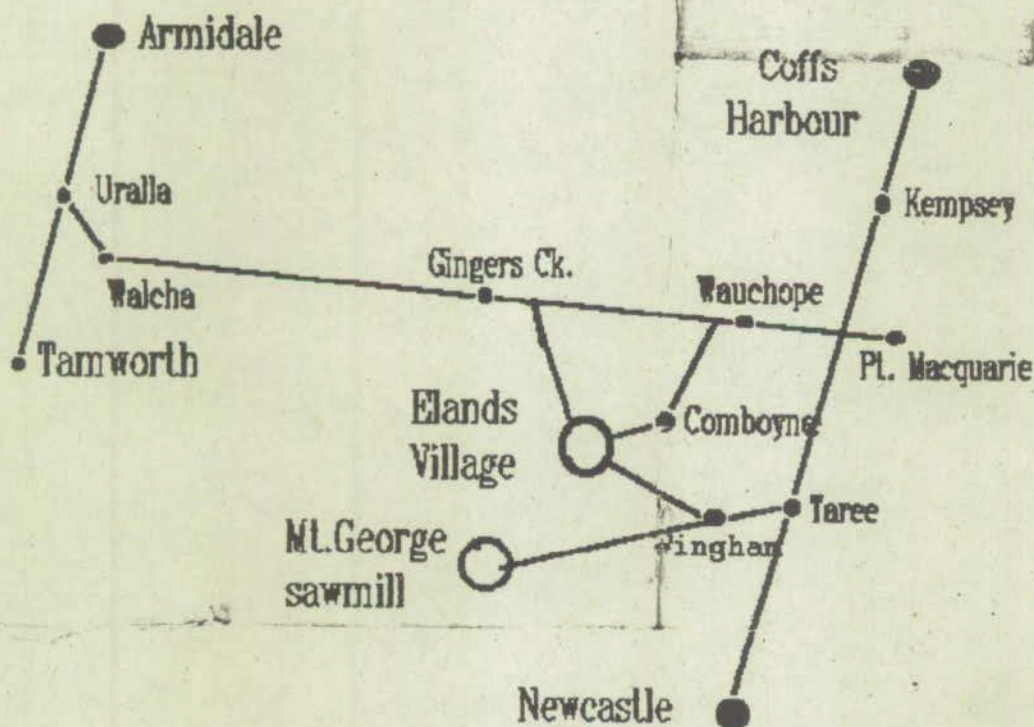 Armidale
Coffs
Harbour
Uralla
Kempsey
Gingers Ck.
Walcha
Wauchope
Tamworth
Pt. Macquarie
Elands
Village
Comboyne
Taree
Mt.George
sawmill
Newcastle